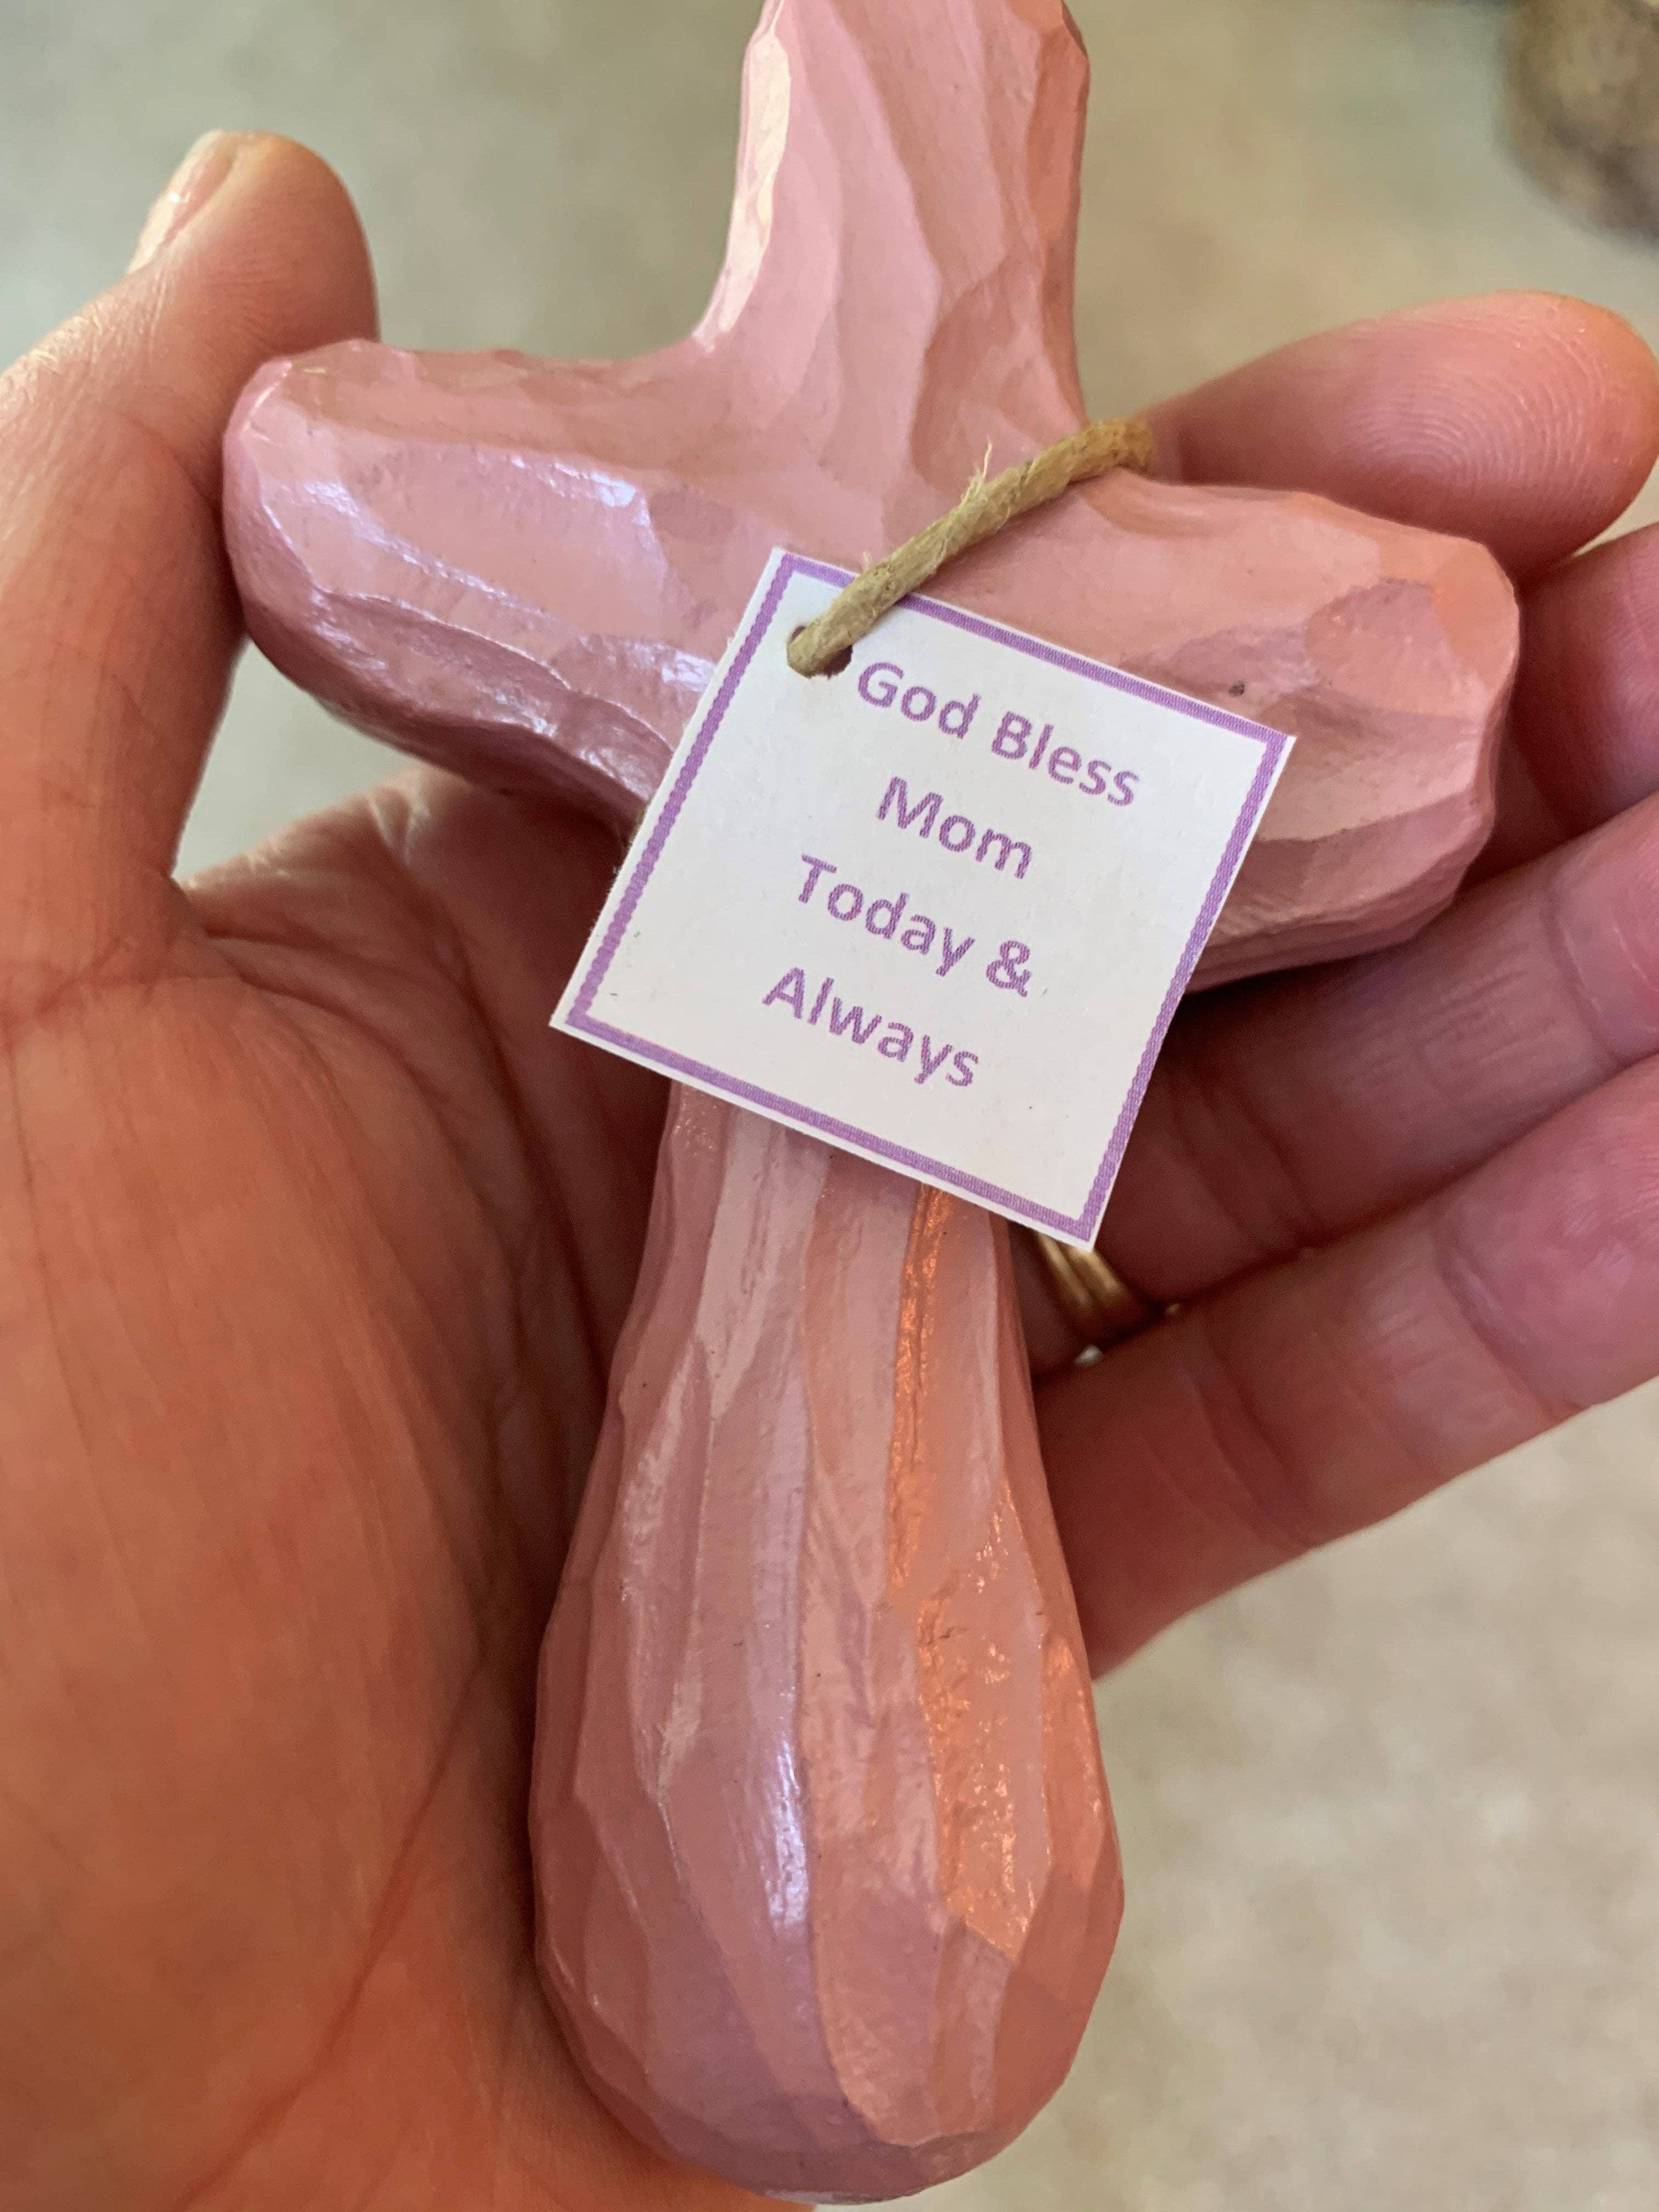 God Bless
Mom
Today &
Always